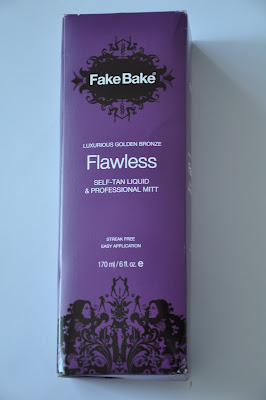 Fake Bake
LUXURIOUS GOLDEN BRONZE
Flawless
SELF-TAN LIQUID
& PROFESSIONAL MITT
STREAK FREE
EASY APPLICATION
170 ml / 6 fl. oz. e